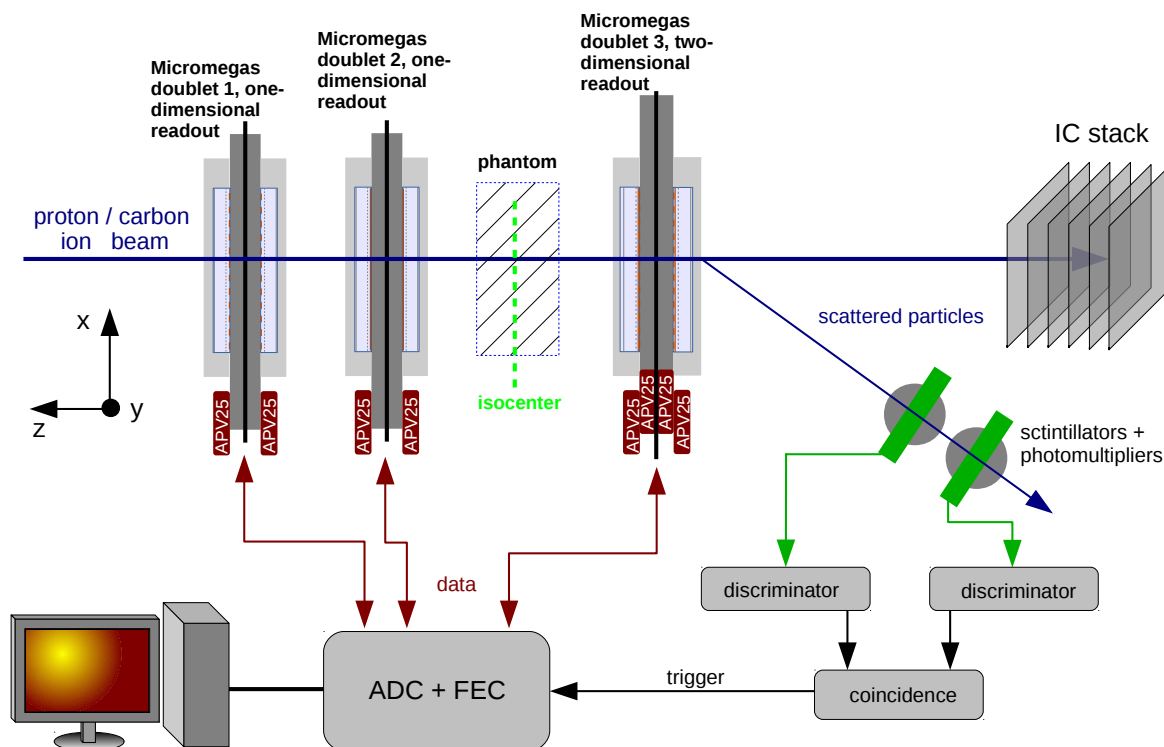 Micromegas
doublet 1, one-
dimensional
readout
Micromegas
doublet 2, one-
dimensional
readout
Micromegas
doublet 3, two-
dimensional
readout
IC stack
phantom
proton / carbon
ion beam
x
y
z
isocenter
scattered particles
APV25
APV25
APV25
APV25
APV25
APV25
APV25
APV25
sctintillators +
photomultipliers
data
discriminator
discriminator
trigger
coincidence
ADC + FEC